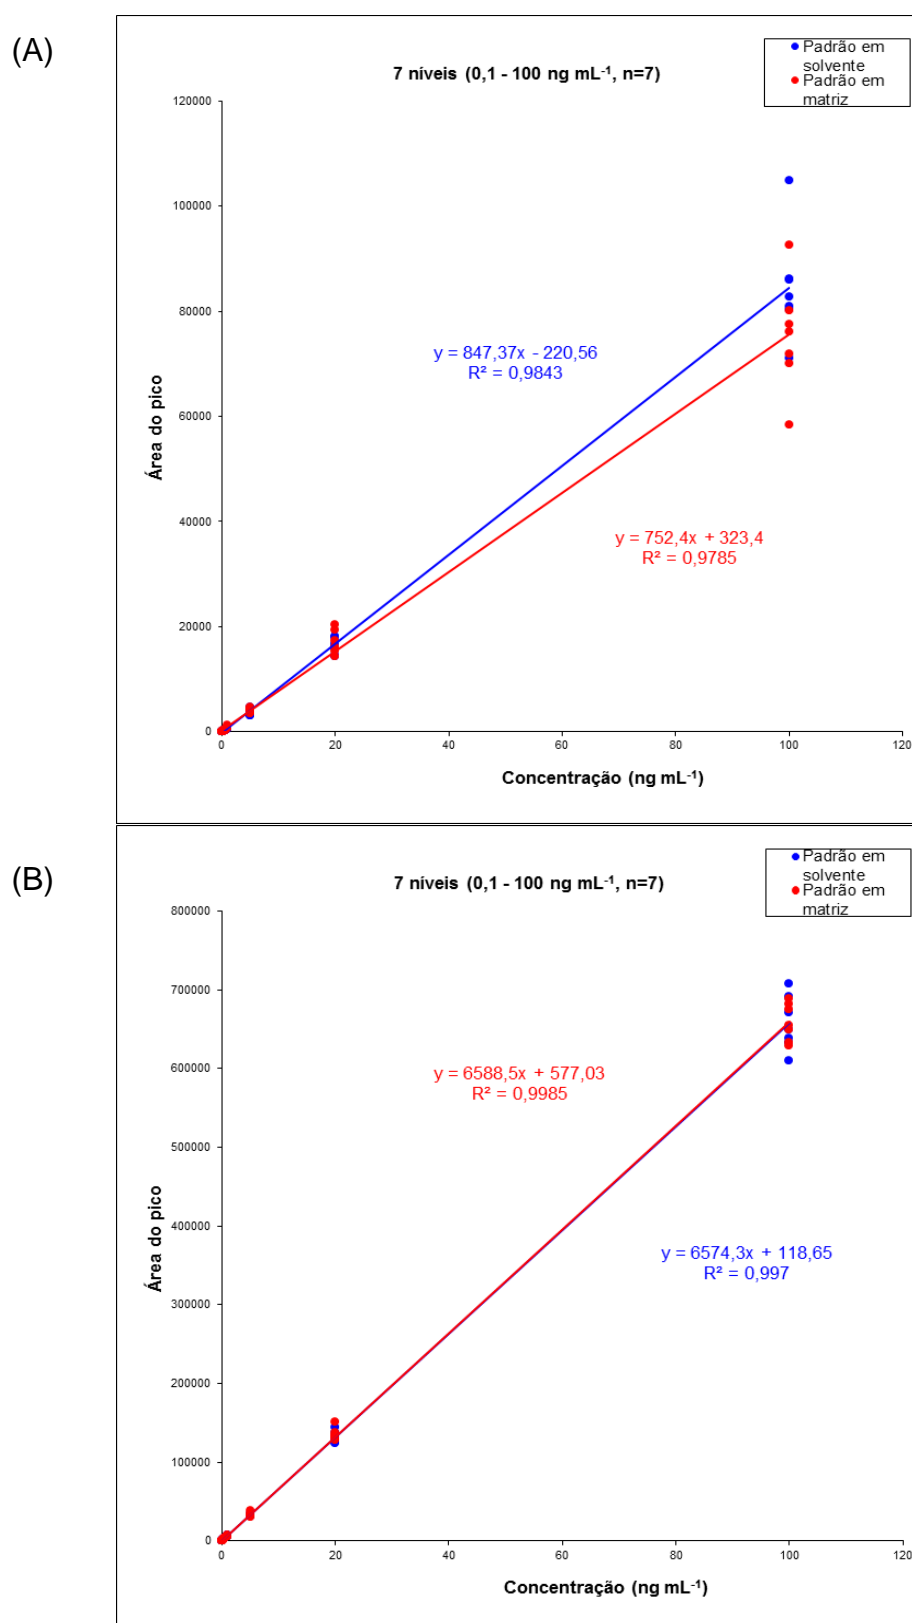 (A)
7 níveis (0,1 - 100 ng mL⁻¹, n=7)
Padrão em
solvente
Padrão em
matriz
120000
100000
80000
60000
40000
20000
0
y = 847,37x - 220,56
R² = 0,9843
y = 752,4x + 323,4
R² = 0,9785
Área do pico
0 20 40 60 80 100 120
Concentração (ng mL⁻¹)
(B)
7 níveis (0,1 - 100 ng mL⁻¹, n=7)
Padrão em
solvente
Padrão em
matriz
800000
700000
600000
500000
400000
300000
200000
100000
0
y = 6588,5x + 577,03
R² = 0,9985
y = 6574,3x + 118,65
R² = 0,997
Área do pico
0 20 40 60 80 100 120
Concentração (ng mL⁻¹)